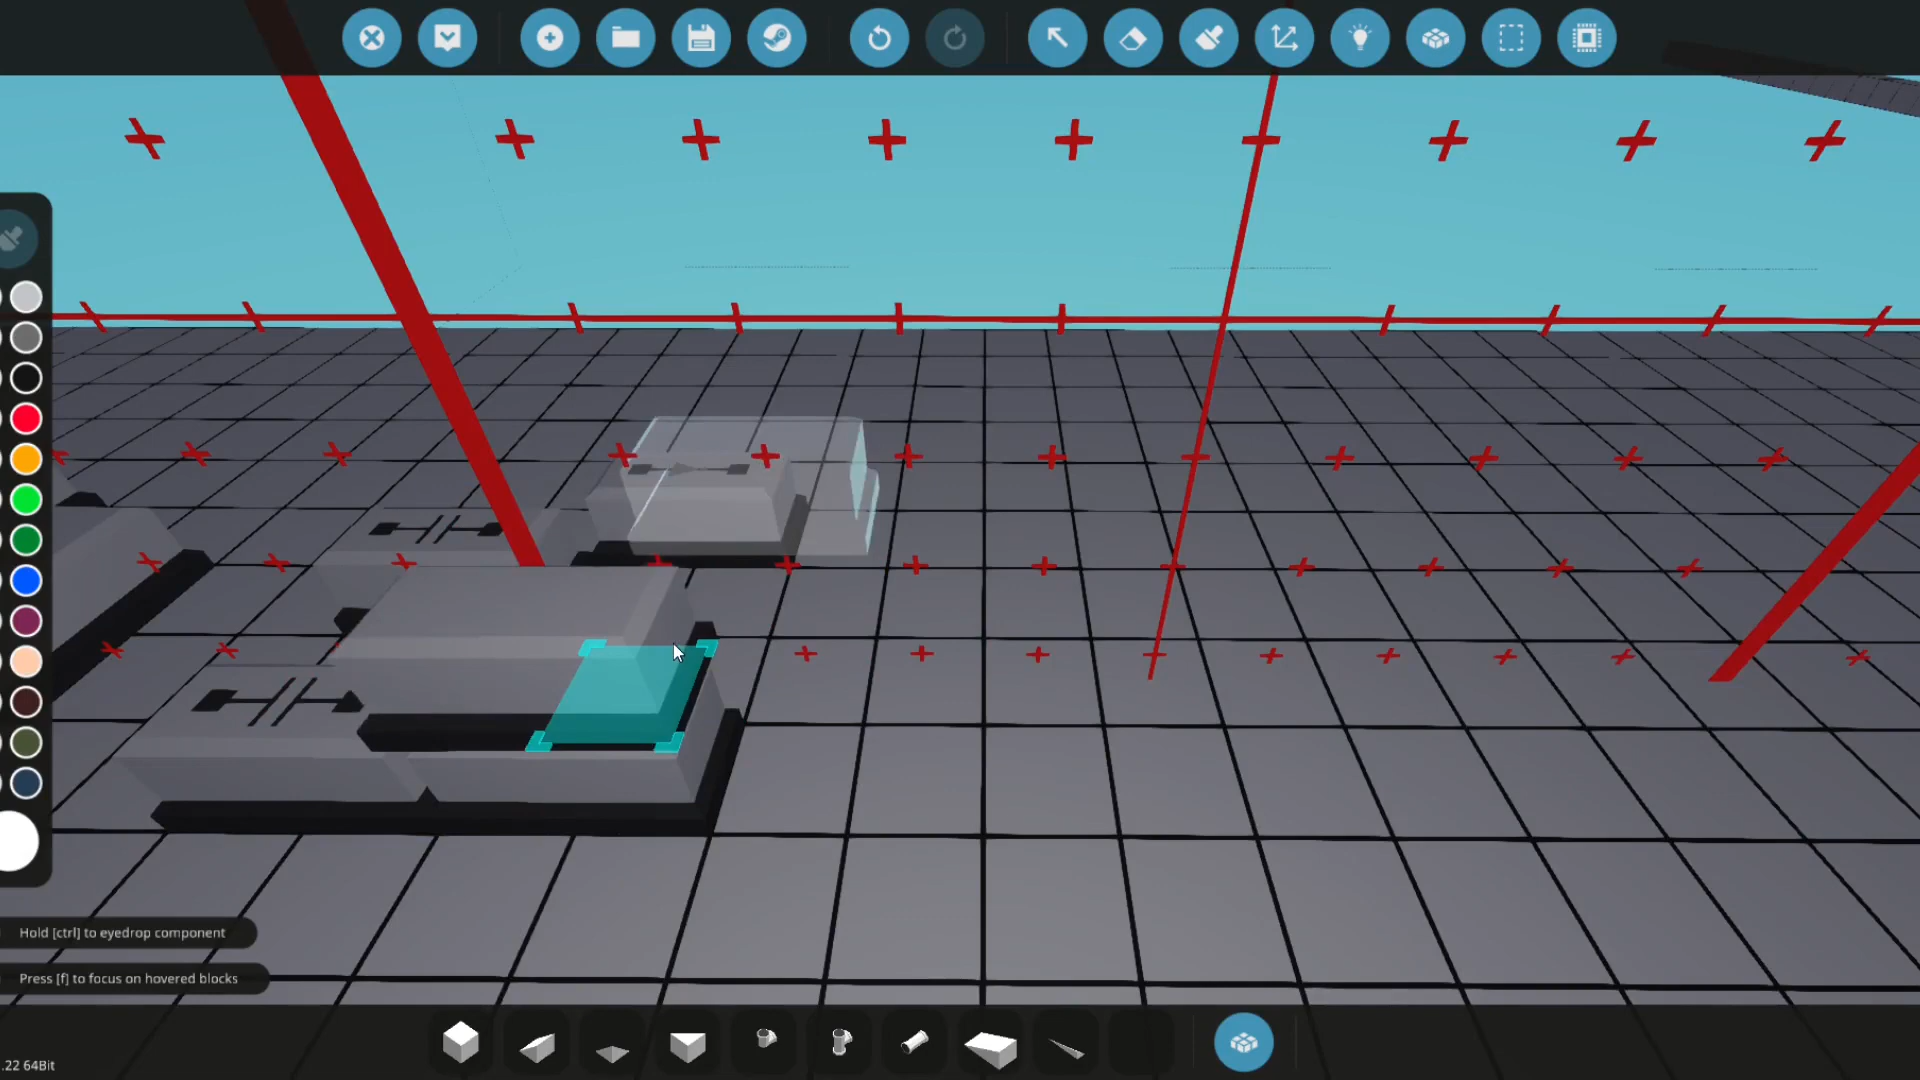 Hold [ctrl] to eyedrop component
Press [f] to focus on hovered blocks
.22 64Bit